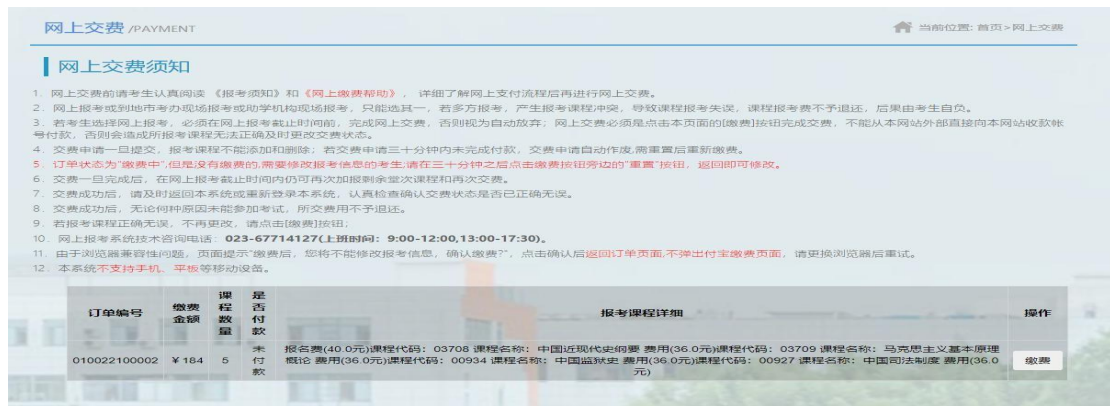 网上交费 /PAYMENT
当前位置: 首页>网上交费
网上交费须知
1. 网上交费前请考生认真阅读 《报考须知》和《网上缴费帮助》, 详细了解网上支付流程后再进行网上交费。
2. 网上报考或到地市考办现场报考或助学机构现场报考, 只能选其一, 若多方报考, 产生报考课程冲突, 导致课程报考失误, 课程报考费不予退还, 后果由考生自负。
3. 若考生选择网上报考, 必须在网上报考截止时间前, 完成网上交费, 否则视为自动放弃; 网上交费必须是点击本页面的[缴费]按钮完成交费, 不能从本网站外部直接向本网站收款帐
号付款, 否则会造成所报考课程无法正确及时更改交费状态。
4. 交费申请一旦提交, 报考课程不能添加和删除; 若交费申请三十分钟内未完成付款, 交费申请自动作废,需重置后重新缴费。
5. 订单状态为"缴费中",但是没有缴费的,需要修改报考信息的考生;请在三十分钟之后点击缴费按钮旁边的"重置"按钮, 返回即可修改。
6. 交费一旦完成后, 在网上报考截止时间内仍可再次加报剩余堂次课程和再次交费。
7. 交费成功后, 请及时返回本系统或重新登录本系统, 认真检查确认交费状态是否已正确无误。
8. 交费成功后, 无论何种原因未能参加考试, 所交费用不予退还。
9. 若报考课程正确无误, 不再更改, 请点击[缴费]按钮;
10. 网上报考系统技术咨询电话: 023-67714127(上班时间: 9:00-12:00,13:00-17:30)。
11. 由于浏览器兼容性问题, 页面提示"缴费后, 您将不能修改报考信息, 确认缴费?", 点击确认后返回订单页面,不弹出付宝缴费页面, 请更换浏览器后重试。
12. 本系统不支持手机、平板等移动设备。
订单编号 缴费金额 课程数量 是否付款 报考课程详细 操作
010022100002 ¥ 184 5 未付款 报名费(40.0元)课程代码: 03708 课程名称: 中国近现代史纲要 费用(36.0元)课程代码: 03709 课程名称: 马克思主义基本原理
概论 费用(36.0元)课程代码: 00934 课程名称: 中国监狱史 费用(36.0元)课程代码: 00927 课程名称: 中国司法制度 费用(36.0
元)
缴费